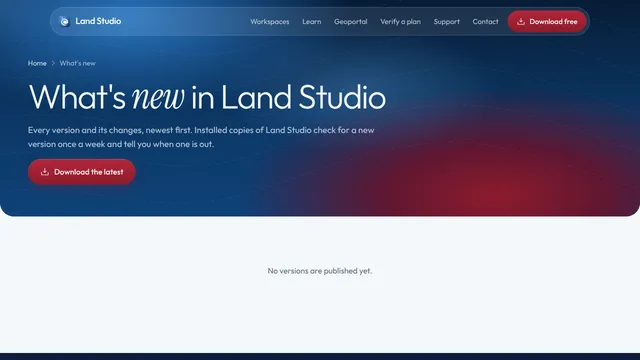 Land Studio
Workspaces
Learn
Geoportal
Verify a plan
Support
Contact
Download free
Home
What's new
What's new in Land Studio
Every version and its changes, newest first. Installed copies of Land Studio check for a new
version once a week and tell you when one is out.
Download the latest
No versions are published yet.